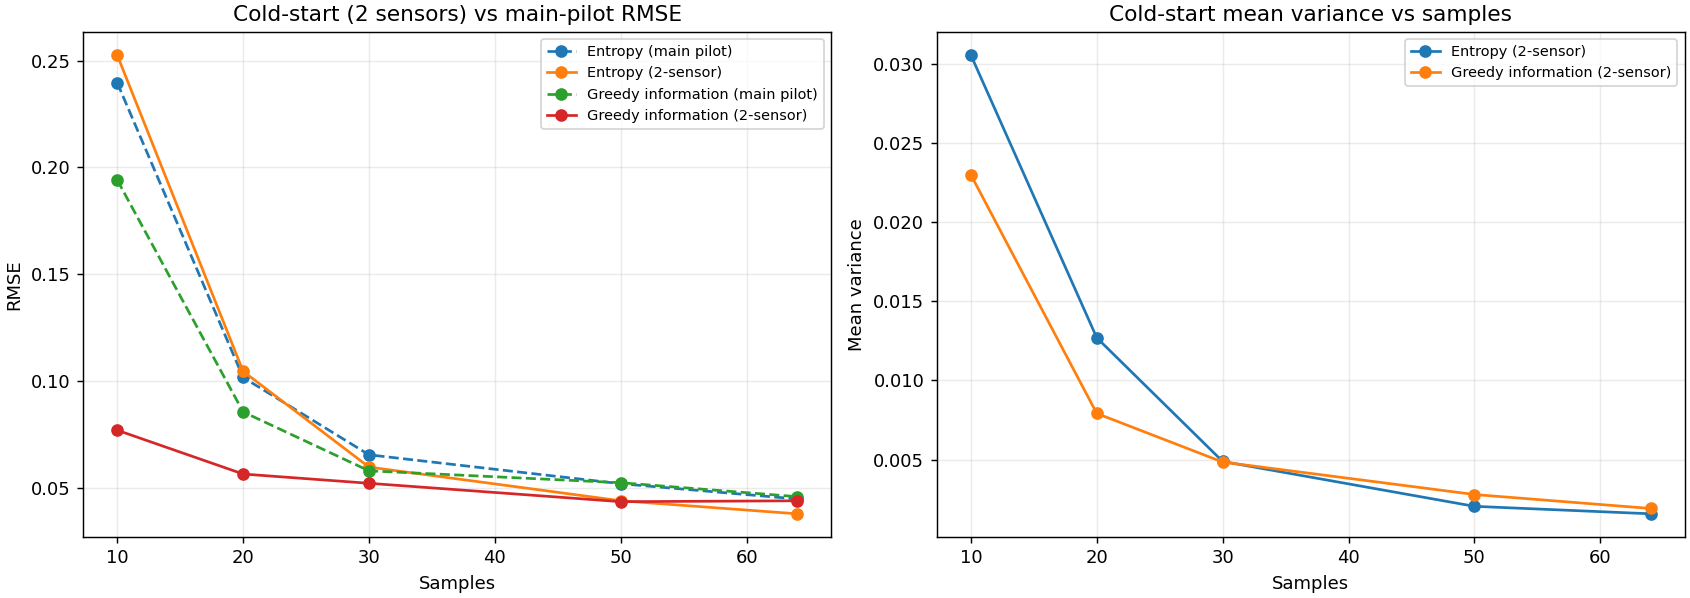 Cold-start (2 sensors) vs main-pilot RMSE
Entropy (main pilot)
Entropy (2-sensor)
Greedy information (main pilot)
Greedy information (2-sensor)
RMSE
0.25
0.20
0.15
0.10
0.05
10 20 30 40 50 60
Samples
Cold-start mean variance vs samples
Entropy (2-sensor)
Greedy information (2-sensor)
Mean variance
0.030
0.025
0.020
0.015
0.010
0.005
10 20 30 40 50 60
Samples